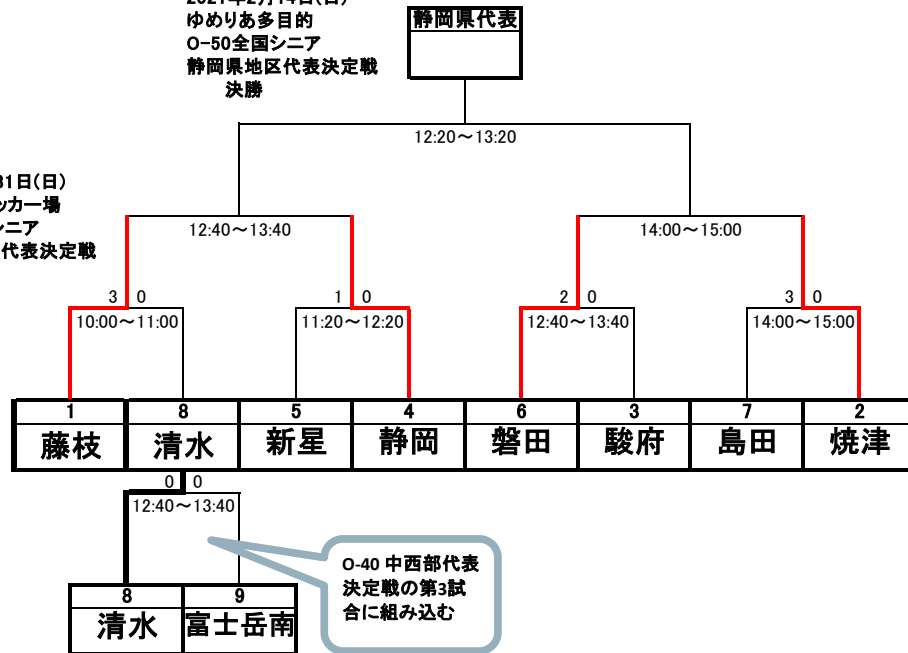 ゆめりあ多目的
O-50全国シニア
静岡県地区代表決定戦
決勝
静岡県代表
12:20～13:20
31日(日)
ッカー場
シニア
代表決定戦
12:40～13:40
14:00～15:00
3 0
1 0
2 0
3 0
10:00～11:00
11:20～12:20
12:40～13:40
14:00～15:00
1 8 5 4 6 3 7 2
藤枝 清水 新星 静岡 磐田 駿府 島田 焼津
0 0
12:40～13:40
O-40 中西部代表
決定戦の第3試
合に組み込む
8 9
清水 富士岳南